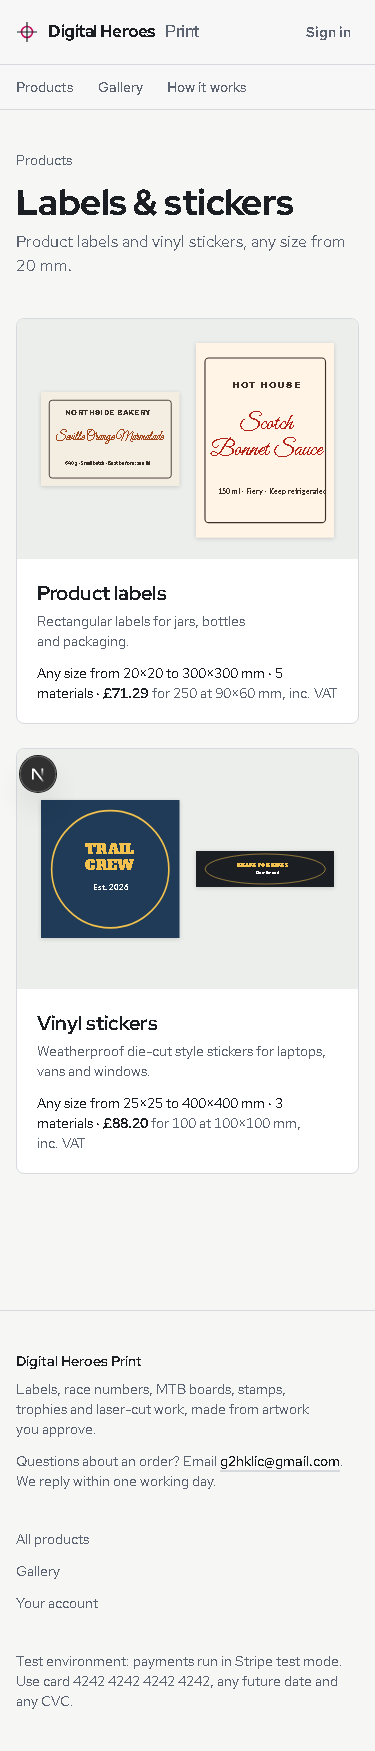 Digital Heroes Print
Sign in
Products Gallery How it works
Products
Labels & stickers
Product labels and vinyl stickers, any size from
20 mm.
NORTHSIDE BAKERY
Seville Orange Marmalade
HOT HOUSE
Scotch
Bonnet Sauce
150 ml · Fiery · Keep refrigerated
Product labels
Rectangular labels for jars, bottles
and packaging.
Any size from 20×20 to 300×300 mm · 5
materials · £71.29 for 250 at 90×60 mm, inc. VAT
N
TRAIL
CREW
Est. 2026
Vinyl stickers
Weatherproof die-cut style stickers for laptops,
vans and windows.
Any size from 25×25 to 400×400 mm · 3
materials · £88.20 for 100 at 100×100 mm,
inc. VAT
Digital Heroes Print
Labels, race numbers, MTB boards, stamps,
trophies and laser-cut work, made from artwork
you approve.
Questions about an order? Email g2hklic@gmail.com.
We reply within one working day.
All products
Gallery
Your account
Test environment: payments run in Stripe test mode.
Use card 4242 4242 4242 4242, any future date and
any CVC.